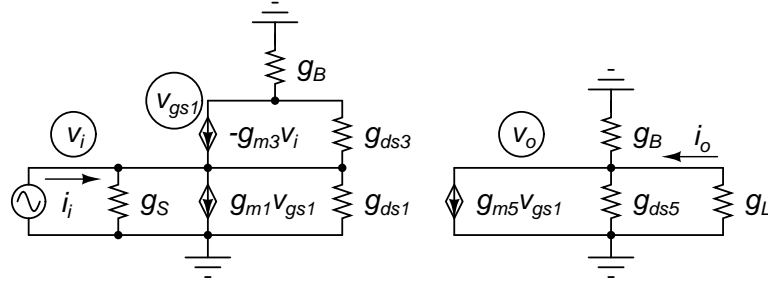 g_B
v_gs1
-g_m3v_i g_ds3
v_i
i_i g_S g_m1v_gs1 g_ds1
v_o g_B i_o
g_m5v_gs1 g_ds5 g_L